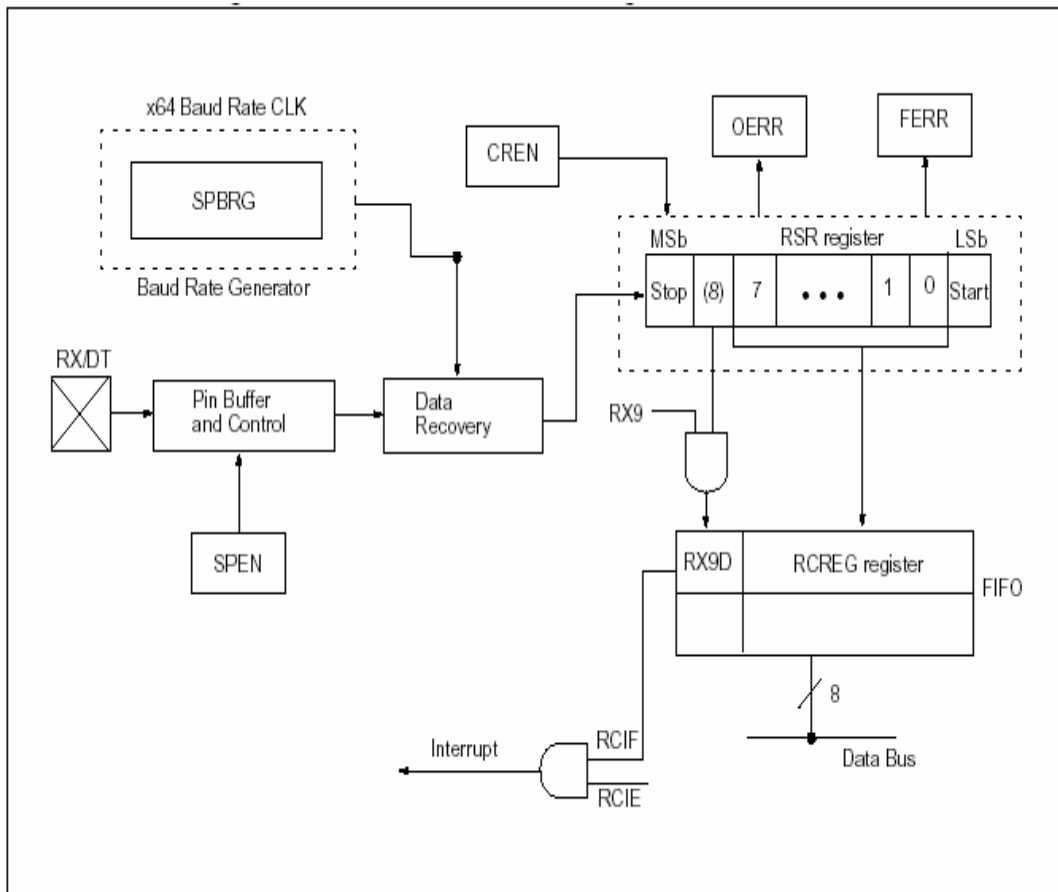 x64 Baud Rate CLK
SPBRG
Baud Rate Generator
CREN
OERR
FERR
MSb
RSR register
LSb
Stop
(8)
7
• • •
1
0
Start
RX/DT
Pin Buffer
and Control
Data
Recovery
RX9
SPEN
RX9D
RCREG register
FIFO
8
Data Bus
Interrupt
RCIF
RCIE